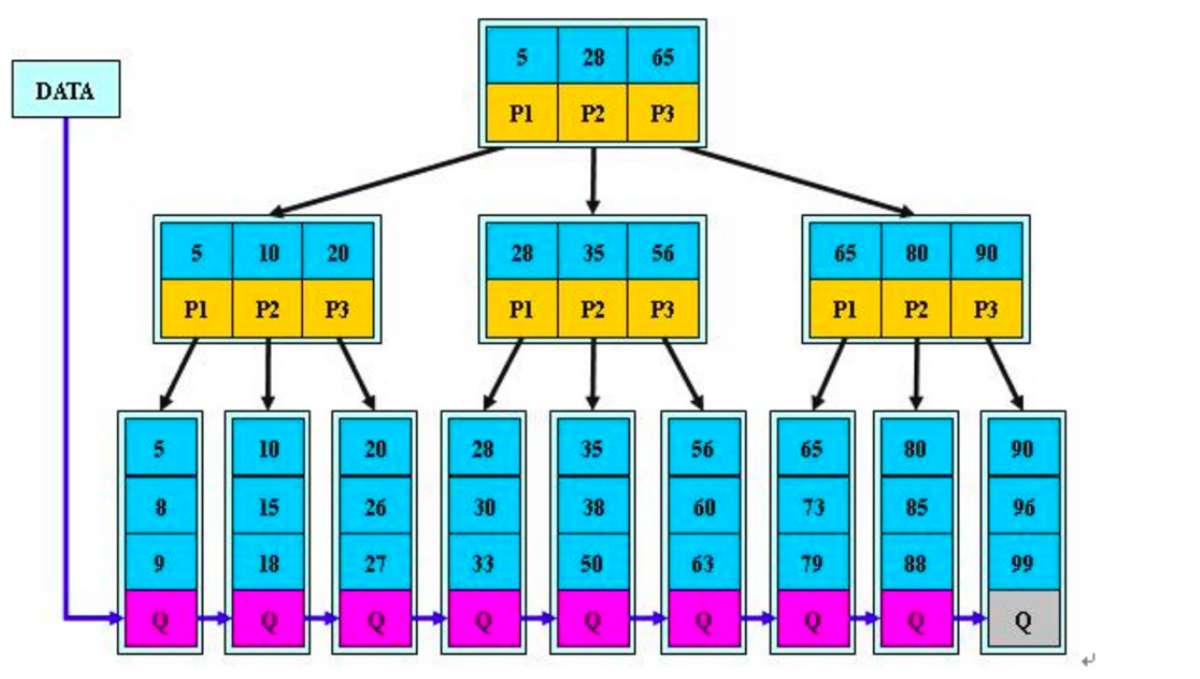 5 28 65
DATA
P1 P2 P3
5 10 20 28 35 56 65 80 90
P1 P2 P3 P1 P2 P3 P1 P2 P3
5 10 20 28 35 56 65 80 90
8 15 26 30 38 60 73 85 96
9 18 27 33 50 63 79 88 99
Q Q Q Q Q Q Q Q Q